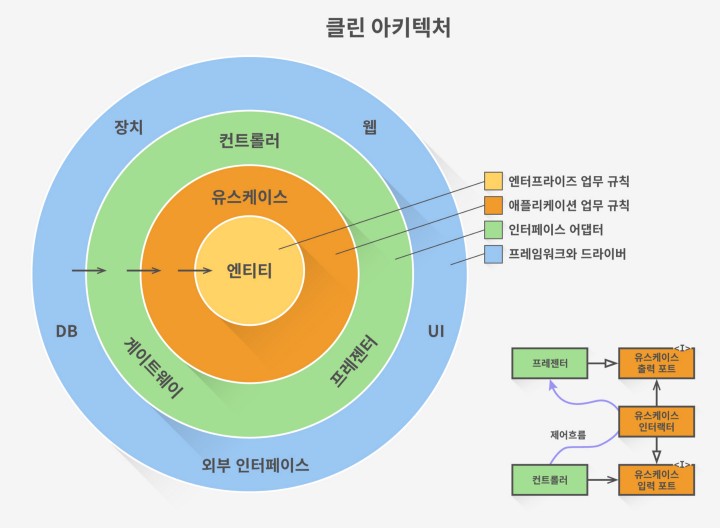 클린 아키텍처
장치
웹
컨트롤러
유스케이스
엔티티
DB
UI
게이트웨이
프레젠터
외부 인터페이스
엔터프라이즈 업무 규칙
애플리케이션 업무 규칙
인터페이스 어댑터
프레임워크와 드라이버
프레젠터
<I>
유스케이스
출력 포트
유스케이스
인터랙터
제어흐름
컨트롤러
<I>
유스케이스
입력 포트